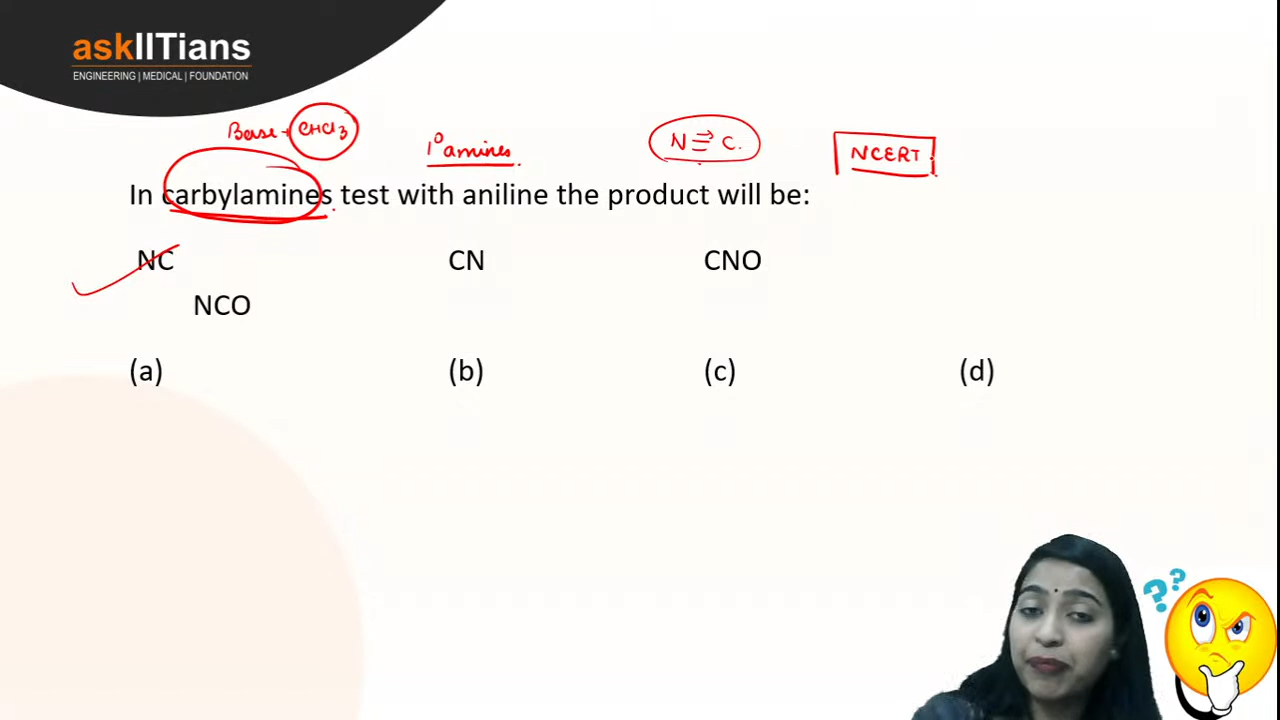 askIITians
ENGINEERING | MEDICAL | FOUNDATION
Base + CHCl3
1° amines
N≡C.
NCERT
In carbylamines test with aniline the product will be:
NC CN CNO
NCO
(a) (b) (c) (d)
? ?